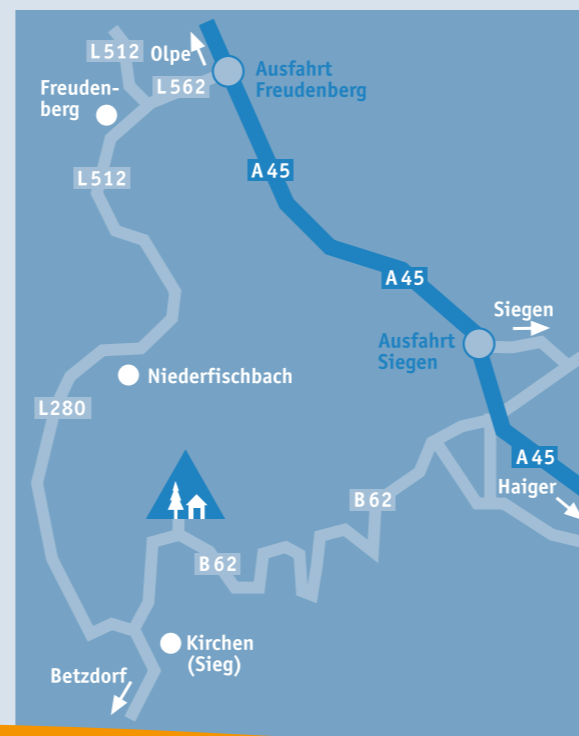 L512
Olpe
Freuden-
berg
L562
Ausfahrt
Freudenberg
L512
A45
A45
Siegen
Ausfahrt
Siegen
Niederfischbach
L280
A45
Haiger
B62
B62
Kirchen
(Sieg)
Betzdorf